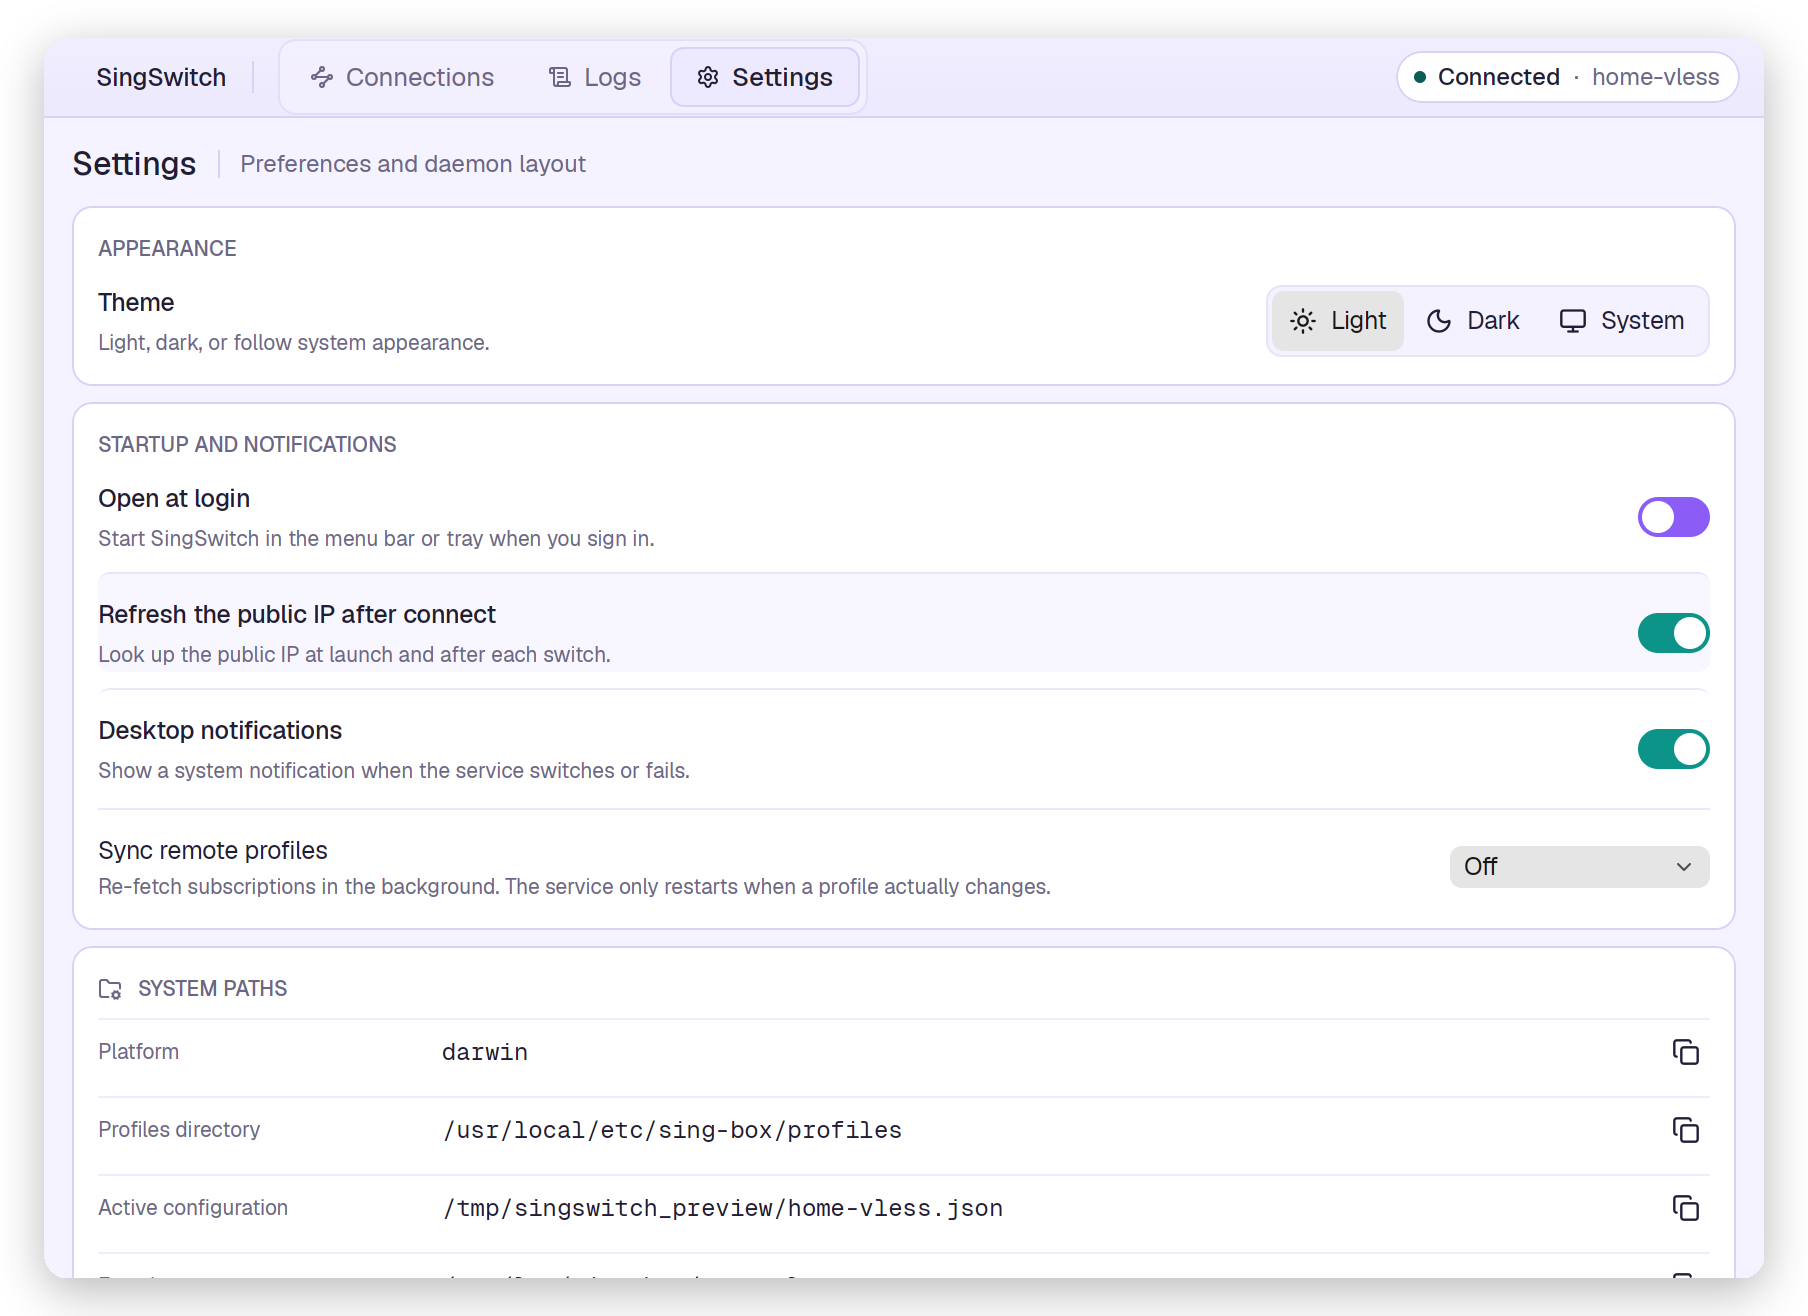 SingSwitch
Connections
Logs
Settings
Connected · home-vless
Settings
Preferences and daemon layout
APPEARANCE
Theme
Light, dark, or follow system appearance.
Light
Dark
System
STARTUP AND NOTIFICATIONS
Open at login
Start SingSwitch in the menu bar or tray when you sign in.
Refresh the public IP after connect
Look up the public IP at launch and after each switch.
Desktop notifications
Show a system notification when the service switches or fails.
Sync remote profiles
Re-fetch subscriptions in the background. The service only restarts when a profile actually changes.
Off
SYSTEM PATHS
Platform
darwin
Profiles directory
/usr/local/etc/sing-box/profiles
Active configuration
/tmp/singswitch_preview/home-vless.json